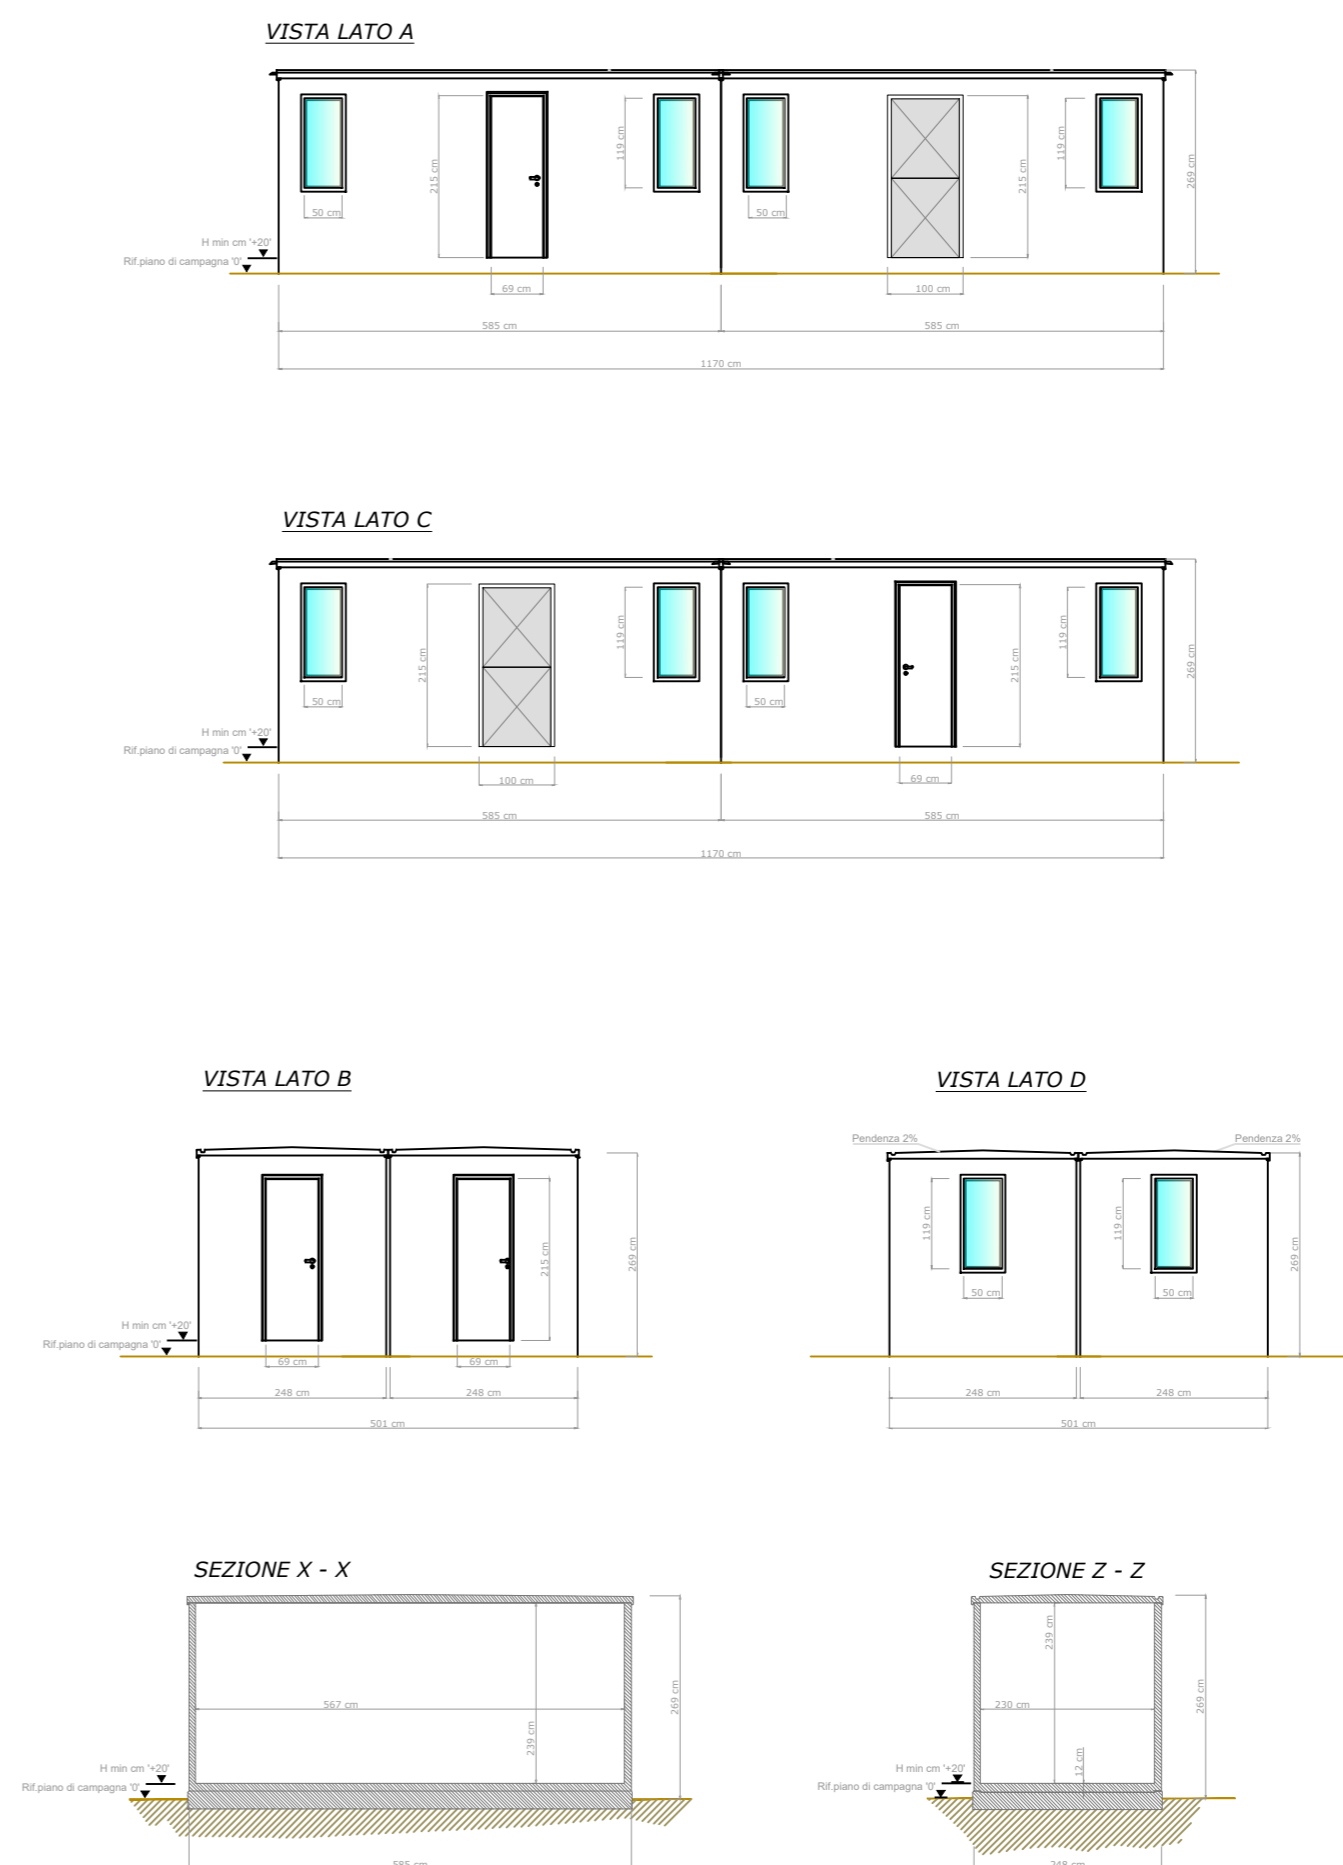 VISTA LATO A
119 cm
119 cm
215 cm
215 cm
269 cm
50 cm
50 cm
H min cm '+20'
Rif.piano di campagna '0'
69 cm
100 cm
585 cm
585 cm
1170 cm
VISTA LATO C
119 cm
119 cm
215 cm
215 cm
269 cm
50 cm
50 cm
H min cm '+20'
Rif.piano di campagna '0'
100 cm
69 cm
585 cm
585 cm
1170 cm
VISTA LATO B
215 cm
269 cm
H min cm '+20'
Rif.piano di campagna '0'
69 cm
69 cm
248 cm
248 cm
501 cm
VISTA LATO D
Pendenza 2%
Pendenza 2%
119 cm
119 cm
269 cm
50 cm
50 cm
248 cm
248 cm
501 cm
SEZIONE X - X
567 cm
239 cm
269 cm
H min cm '+20'
Rif.piano di campagna '0'
585 cm
SEZIONE Z - Z
239 cm
230 cm
269 cm
12 cm
H min cm '+20'
Rif.piano di campagna '0'
248 cm